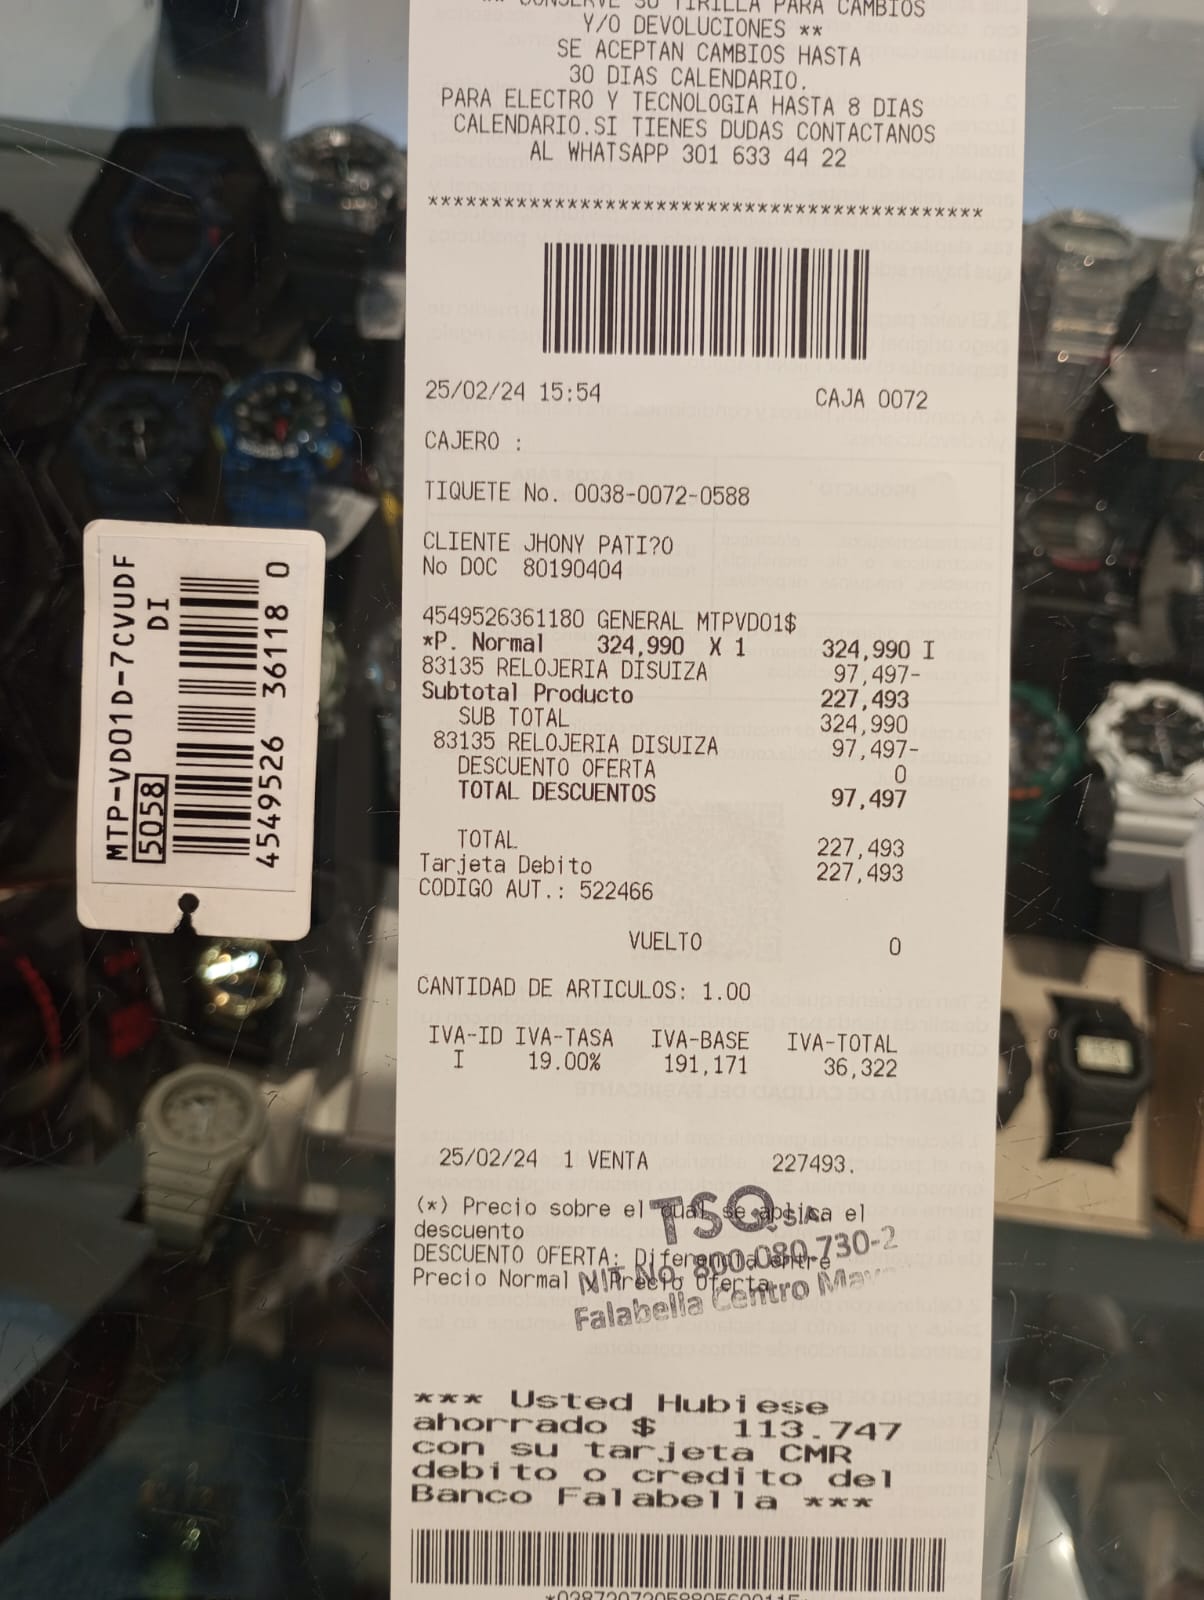 ** CONSERVE SU TIRILLA PARA CAMBIOS
Y/O DEVOLUCIONES **
SE ACEPTAN CAMBIOS HASTA
30 DIAS CALENDARIO.
PARA ELECTRO Y TECNOLOGIA HASTA 8 DIAS
CALENDARIO.SI TIENES DUDAS CONTACTANOS
AL WHATSAPP 301 633 44 22
********************************************
25/02/24 15:54 CAJA 0072
CAJERO :
TIQUETE No. 0038-0072-0588
CLIENTE JHONY PATI?O
No DOC 80190404
4549526361180 GENERAL MTPVD01$
*P. Normal 324,990 X 1 324,990 I
83135 RELOJERIA DISUIZA 97,497-
Subtotal Producto 227,493
SUB TOTAL 324,990
83135 RELOJERIA DISUIZA 97,497-
DESCUENTO OFERTA 0
TOTAL DESCUENTOS 97,497
TOTAL 227,493
Tarjeta Debito 227,493
CODIGO AUT.: 522466
VUELTO 0
CANTIDAD DE ARTICULOS: 1.00
IVA-ID IVA-TASA IVA-BASE IVA-TOTAL
I 19.00% 191,171 36,322
25/02/24 1 VENTA 227493.
(*) Precio sobre el qual se aplica el
descuento
DESCUENTO OFERTA: Diferencia entre
Precio Normal y Precio Oferta
TSQ S.A.
NIT No. 800.080.730-2
Falabella Centro May
*** Usted Hubiese
ahorrado $ 113.747
con su tarjeta CMR
debito o credito del
Banco Falabella ***
MTP-VD01D-7CVUDF
DI
5058
4549526 36118 0